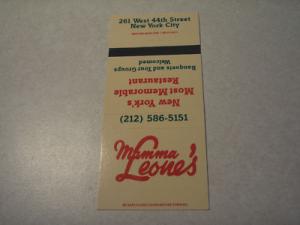 261 West 44th Street
New York City
Banquets and Tour Groups
Welcomed
New York's
Most Memorable
Restaurant
(212) 586-5151
Mamma
Leone's